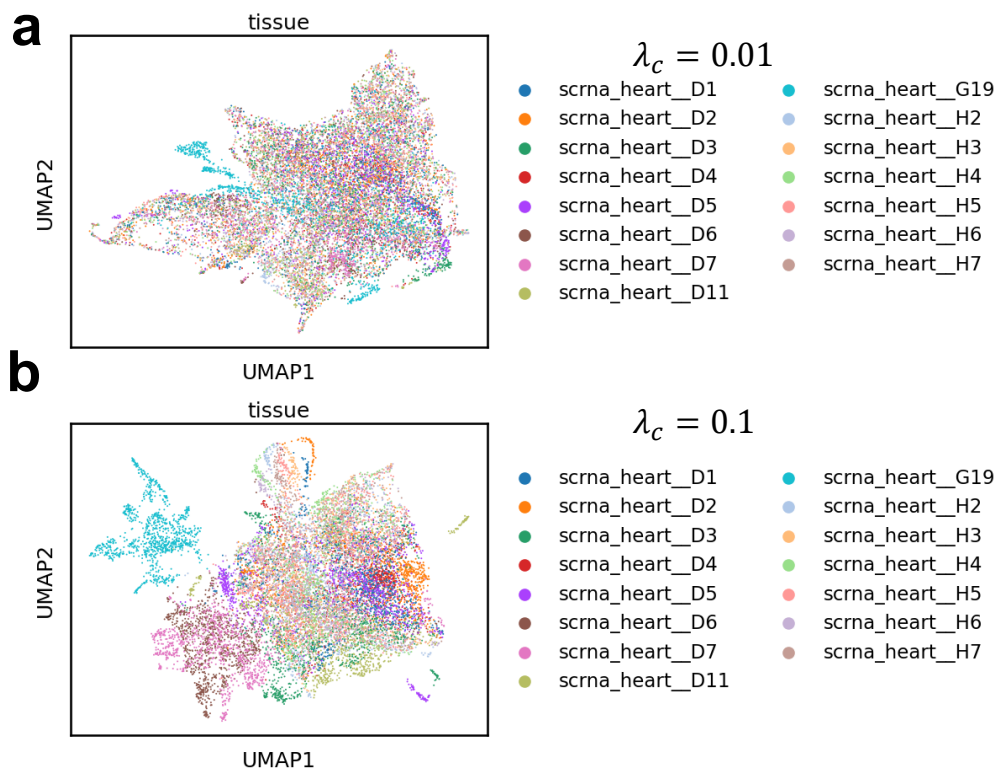 a
tissue
UMAP2
UMAP1
λc = 0.01
scrna_heart__D1
scrna_heart__D2
scrna_heart__D3
scrna_heart__D4
scrna_heart__D5
scrna_heart__D6
scrna_heart__D7
scrna_heart__D11
scrna_heart__G19
scrna_heart__H2
scrna_heart__H3
scrna_heart__H4
scrna_heart__H5
scrna_heart__H6
scrna_heart__H7
b
tissue
UMAP2
UMAP1
λc = 0.1
scrna_heart__D1
scrna_heart__D2
scrna_heart__D3
scrna_heart__D4
scrna_heart__D5
scrna_heart__D6
scrna_heart__D7
scrna_heart__D11
scrna_heart__G19
scrna_heart__H2
scrna_heart__H3
scrna_heart__H4
scrna_heart__H5
scrna_heart__H6
scrna_heart__H7